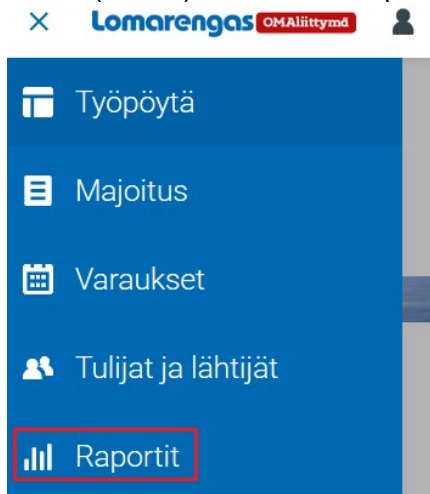 Lomarengas OMAliittymä
Työpöytä
Majoitus
Varaukset
Tulijat ja lähtijät
Raportit